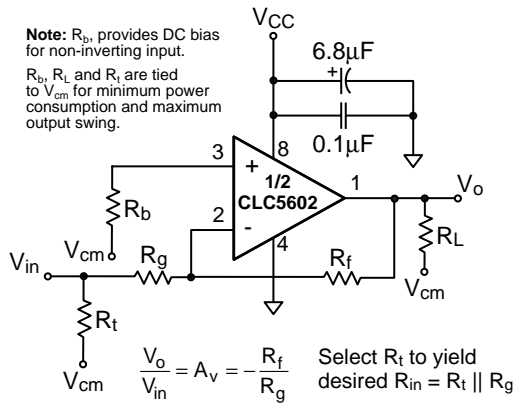 Note: Rb, provides DC bias
for non-inverting input.
Rb, RL and Rt are tied
to Vcm for minimum power
consumption and maximum
output swing.
VCC
6.8µF
+
0.1µF
3
8
+
1/2
CLC5602
1
Vo
Rb
2
-
4
RL
Vcm
Vin
Rg
Rf
Vcm
Rt
Vcm
Vo/Vin = Av = -Rf/Rg
Select Rt to yield
desired Rin = Rt || Rg